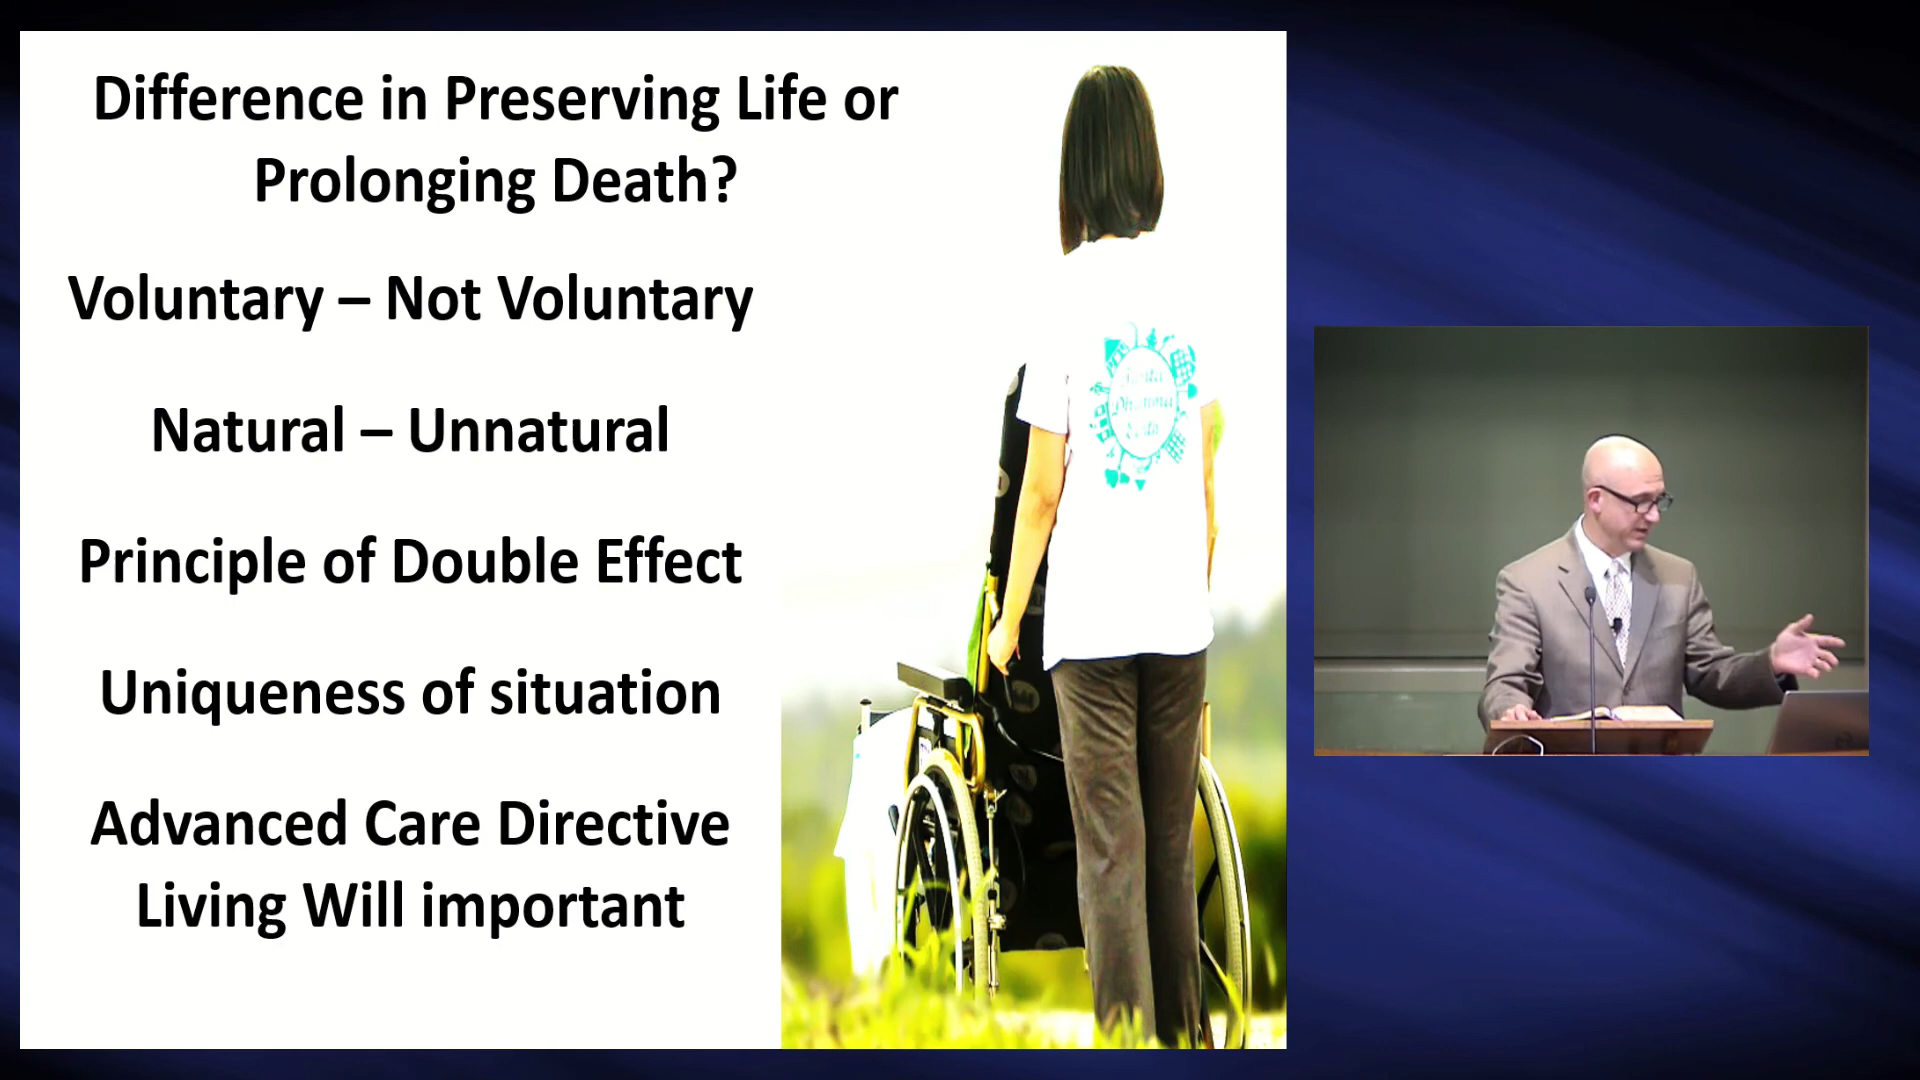 Difference in Preserving Life or
Prolonging Death?
Voluntary – Not Voluntary
Natural – Unnatural
Principle of Double Effect
Uniqueness of situation
Advanced Care Directive
Living Will important